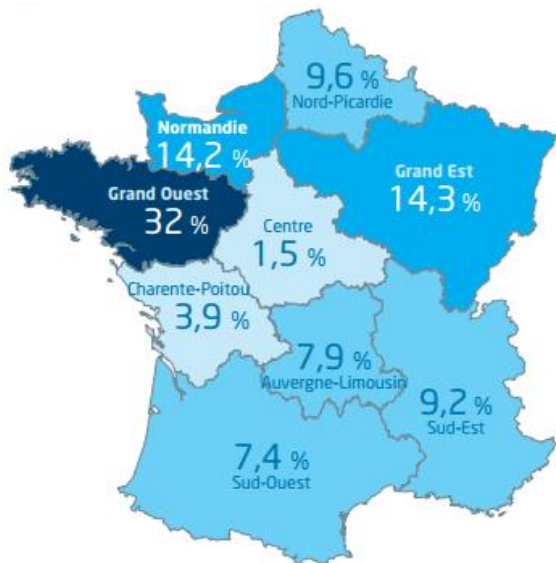 9,6 %
Nord-Picardie
Normandie
14,2 %
Grand Est
14,3 %
Grand Ouest
32 %
Centre
1,5 %
Charente-Poitou
3,9 %
7,9 %
Auvergne-Limousin
9,2 %
Sud-Est
7,4 %
Sud-Ouest